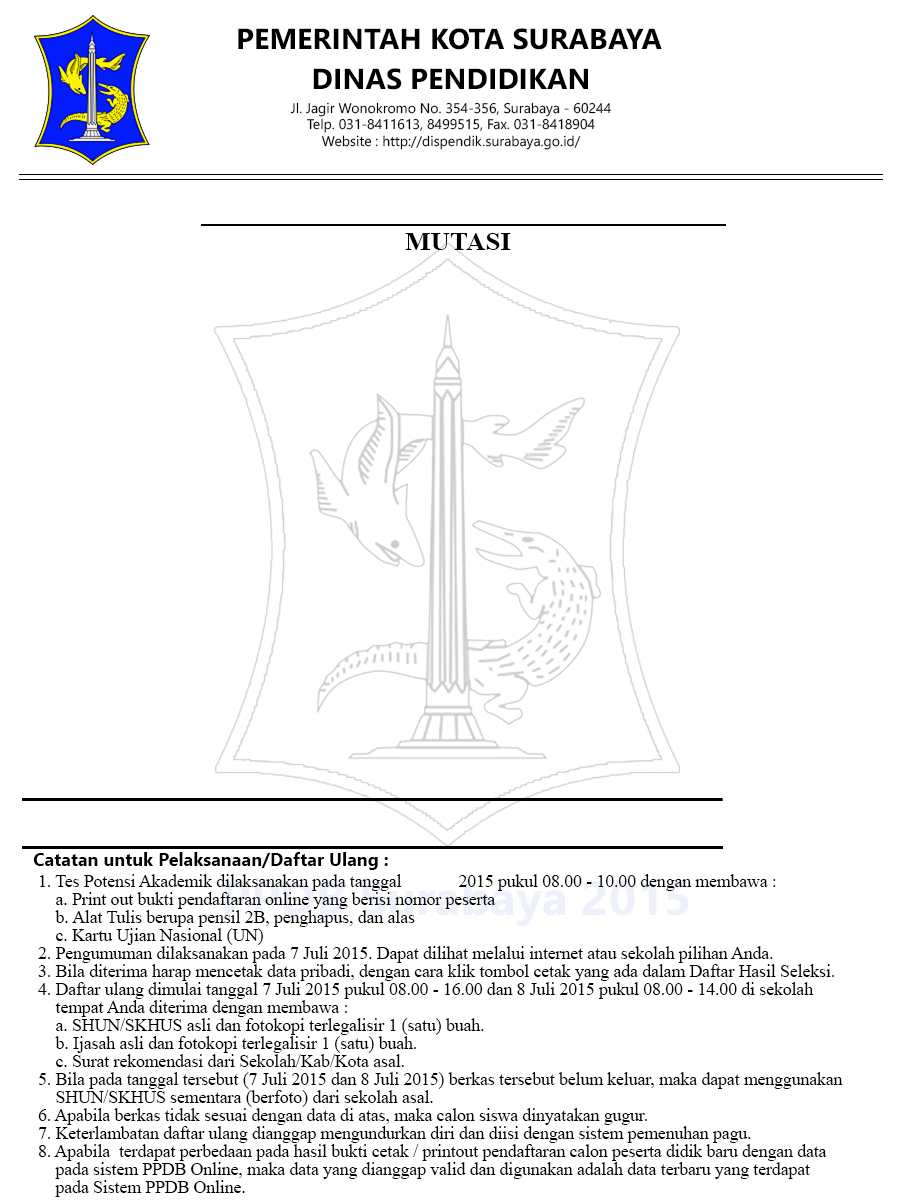 PEMERINTAH KOTA SURABAYA
DINAS PENDIDIKAN
Jl. Jagir Wonokromo No. 354-356, Surabaya - 60244
Telp. 031-8411613, 8499515, Fax. 031-8418904
Website : http://dispendik.surabaya.go.id/
MUTASI
Catatan untuk Pelaksanaan/Daftar Ulang :
1. Tes Potensi Akademik dilaksanakan pada tanggal 2015 pukul 08.00 - 10.00 dengan membawa :
a. Print out bukti pendaftaran online yang berisi nomor peserta
b. Alat Tulis berupa pensil 2B, penghapus, dan alas
Surabaya 2015
c. Kartu Ujian Nasional (UN)
2. Pengumuman dilaksanakan pada 7 Juli 2015. Dapat dilihat melalui internet atau sekolah pilihan Anda.
3. Bila diterima harap mencetak data pribadi, dengan cara klik tombol cetak yang ada dalam Daftar Hasil Seleksi.
4. Daftar ulang dimulai tanggal 7 Juli 2015 pukul 08.00 - 16.00 dan 8 Juli 2015 pukul 08.00 - 14.00 di sekolah
tempat Anda diterima dengan membawa :
a. SHUN/SKHUS asli dan fotokopi terlegalisir 1 (satu) buah.
b. Ijasah asli dan fotokopi terlegalisir 1 (satu) buah.
c. Surat rekomendasi dari Sekolah/Kab/Kota asal.
5. Bila pada tanggal tersebut (7 Juli 2015 dan 8 Juli 2015) berkas tersebut belum keluar, maka dapat menggunakan
SHUN/SKHUS sementara (berfoto) dari sekolah asal.
6. Apabila berkas tidak sesuai dengan data di atas, maka calon siswa dinyatakan gugur.
7. Keterlambatan daftar ulang dianggap mengundurkan diri dan diisi dengan sistem pemenuhan pagu.
8. Apabila  terdapat perbedaan pada hasil bukti cetak / printout pendaftaran calon peserta didik baru dengan data
pada sistem PPDB Online, maka data yang dianggap valid dan digunakan adalah data terbaru yang terdapat
pada Sistem PPDB Online.